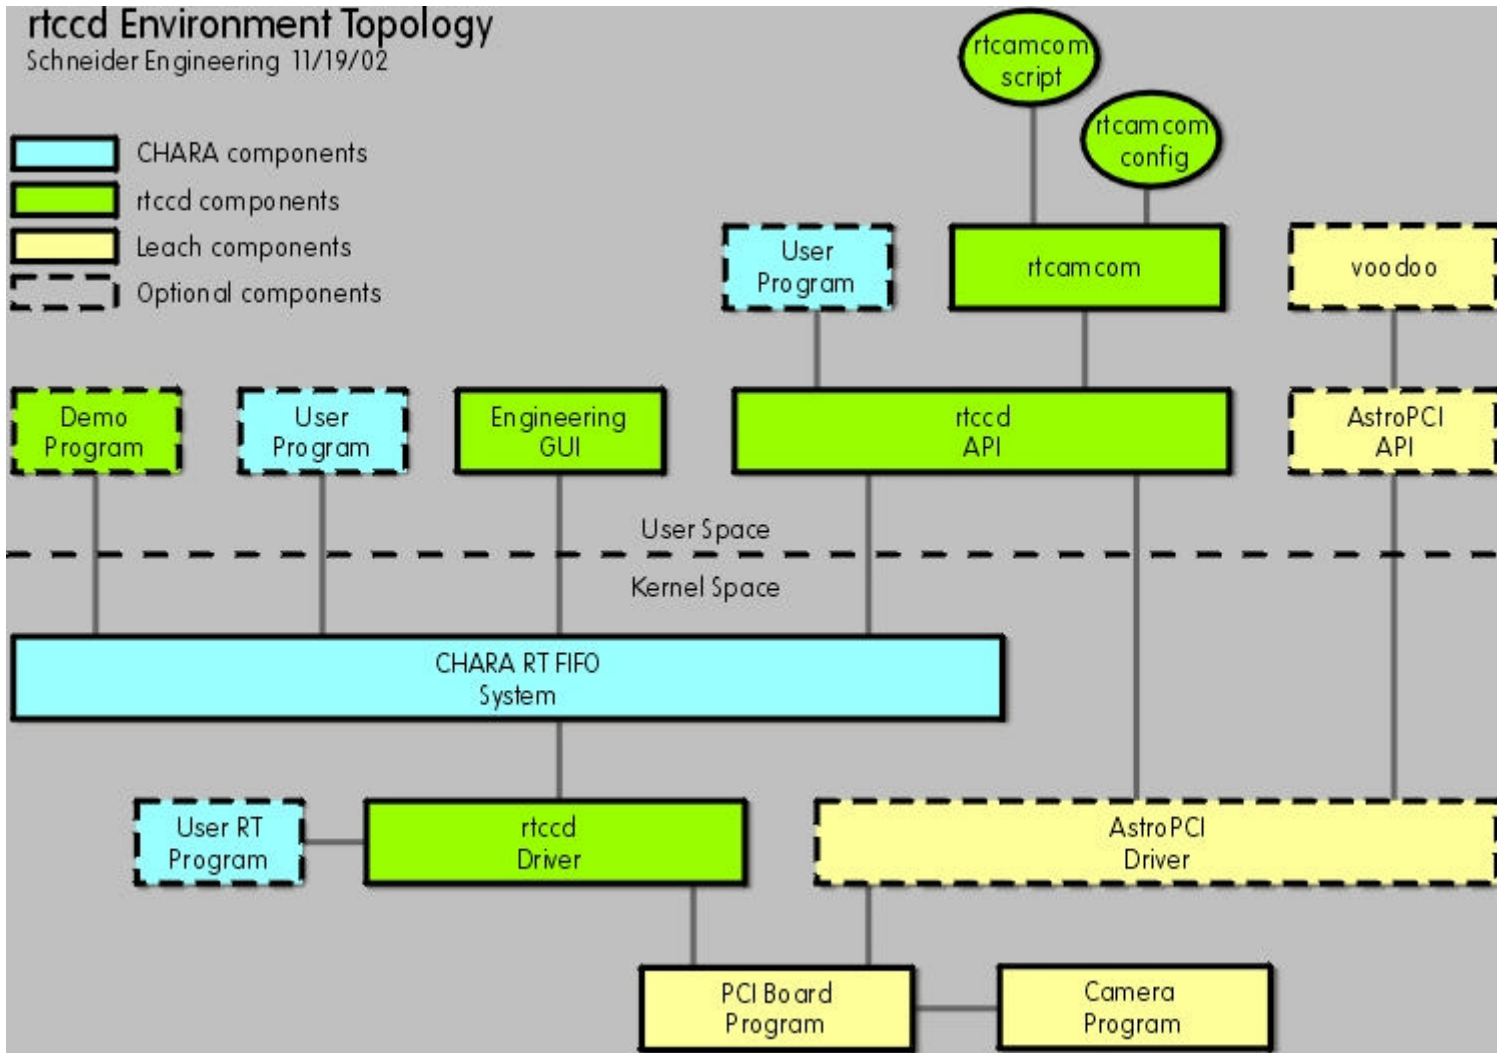 rtccd Environment Topology
Schneider Engineering 11/19/02
CHARA components
rtccd components
Leach components
Optional components
rtcamcom
script
rtcamcom
config
User
Program
rtcamcom
voodoo
Demo
Program
User
Program
Engineering
GUI
rtccd
API
AstroPCI
API
User Space
Kernel Space
CHARA RT FIFO
System
User RT
Program
rtccd
Driver
AstroPCI
Driver
PCI Board
Program
Camera
Program